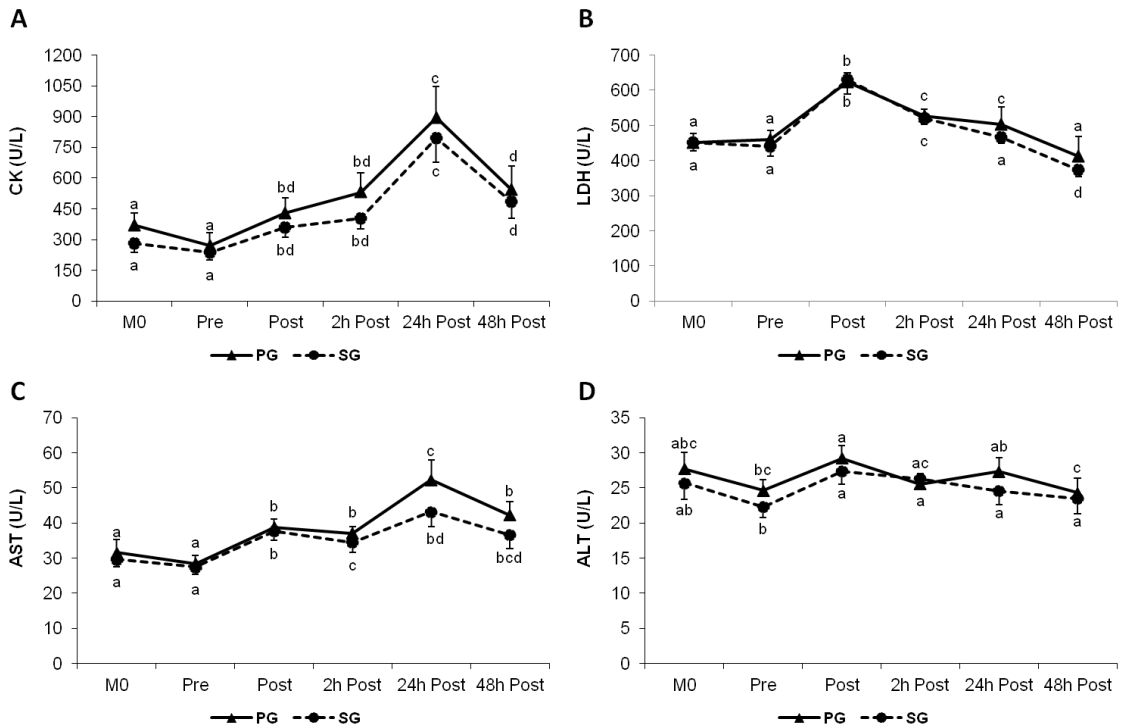 A
1200
1050
900
750
600
450
300
150
0
CK (U/L)
a a bd bd c d
a a bd bd c d
M0 Pre Post 2h Post 24h Post 48h Post
PG SG
B
700
600
500
400
300
200
100
0
LDH (U/L)
a a b c c a
a a b c a d
M0 Pre Post 2h Post 24h Post 48h Post
PG SG
C
70
60
50
40
30
20
10
0
AST (U/L)
a a b b c b
a a b c bd bcd
M0 Pre Post 2h Post 24h Post 48h Post
PG SG
D
35
30
25
20
15
10
5
0
ALT (U/L)
abc bc a ac ab c
ab b a a a a
M0 Pre Post 2h Post 24h Post 48h Post
PG SG